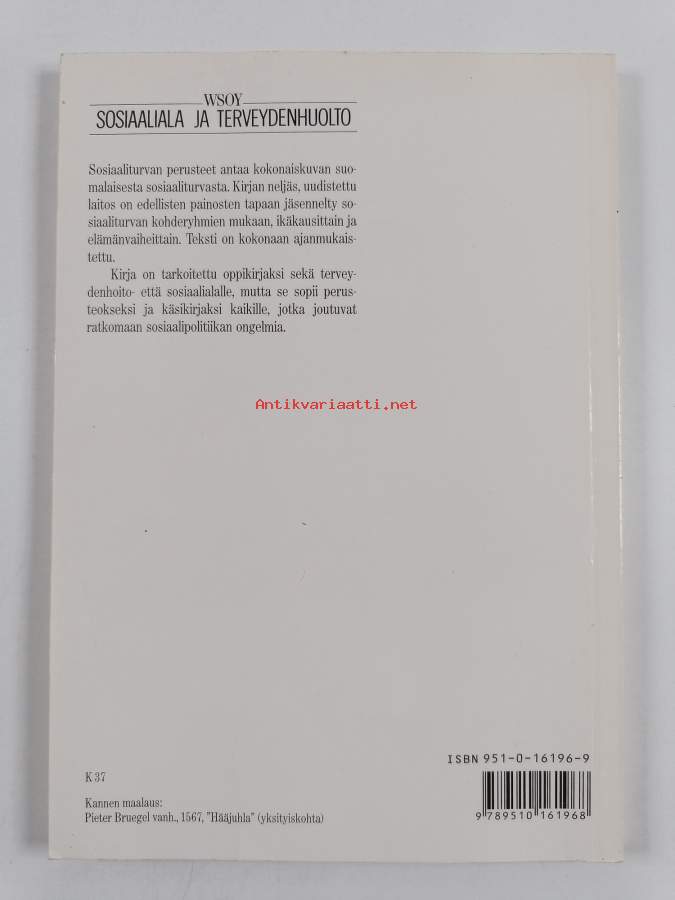 WSOY
SOSIAALIALA JA TERVEYDENHUOLTO
Sosiaaliturvan perusteet antaa kokonaiskuvan suo-
malaisesta sosiaaliturvasta. Kirjan neljäs, uudistettu
laitos on edellisten painosten tapaan jäsennelty so-
siaaliturvan kohderyhmien mukaan, ikäkausittain ja
elämänvaiheittain. Teksti on kokonaan ajanmukais-
tettu.
Kirja on tarkoitettu oppikirjaksi sekä tervey-
denhoito- että sosiaalialalle, mutta se sopii perus-
teokseksi ja käsikirjaksi kaikille, jotka joutuvat
ratkomaan sosiaalipolitiikan ongelmia.
Antikvariaatti.net
ISBN 951-0-16196-9
9 789510 161968
K 37
Kannen maalaus:
Pieter Bruegel vanh., 1567, "Hääjuhla" (yksityiskohta)